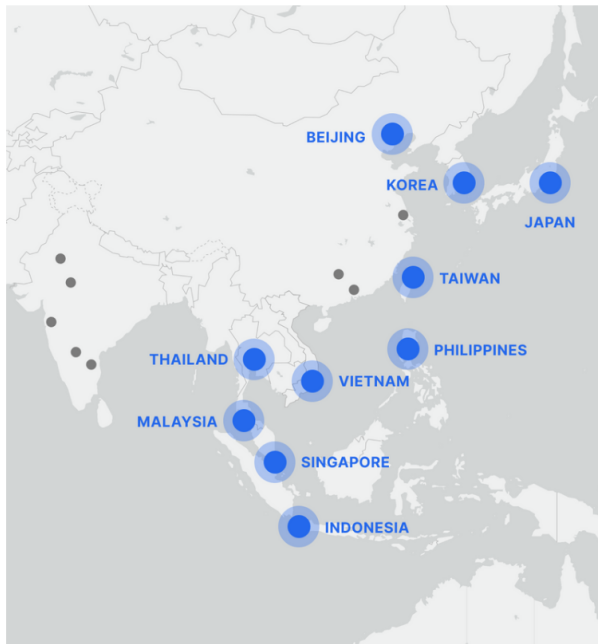 BEIJING
KOREA
JAPAN
TAIWAN
PHILIPPINES
THAILAND
VIETNAM
MALAYSIA
SINGAPORE
INDONESIA